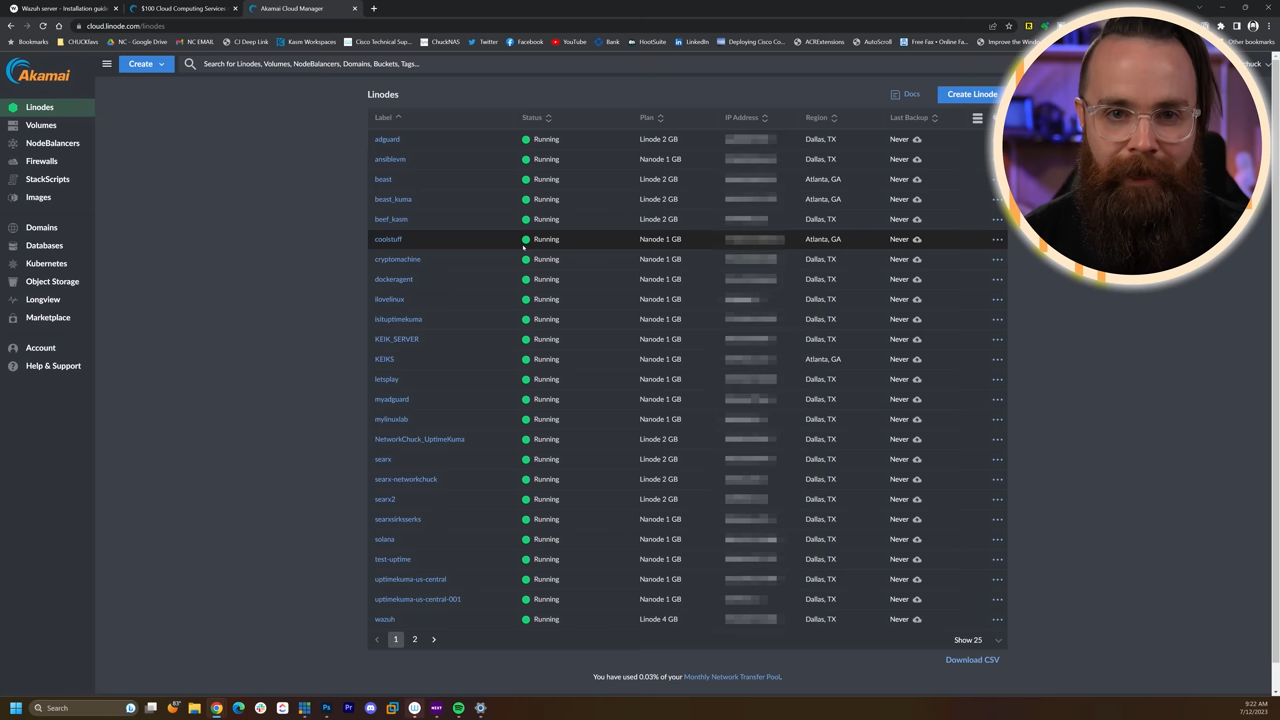 Wazuh server - Installation guid
$100 Cloud Computing Services
Akamai Cloud Manager
cloud.linode.com/linodes
Bookmarks CHUCKfavs NC - Google Drive NC EMAIL CJ Deep Link Kasm Workspaces Cisco Technical Sup... ChuckNAS Twitter Facebook YouTube Bank HootSuite LinkedIn Deploying Cisco Co... ACRExtensions AutoScroll Free Fax • Online Fa... Improve the Window Other bookmarks
Akamai
Create
Search for Linodes, Volumes, NodeBalancers, Domains, Buckets, Tags...
chuck
Linodes
Volumes
NodeBalancers
Firewalls
StackScripts
Images
Domains
Databases
Kubernetes
Object Storage
Longview
Marketplace
Account
Help & Support
Linodes
Docs
Create Linode
Label Status Plan IP Address Region Last Backup
adguard Running Linode 2 GB Dallas, TX Never
ansiblevm Running Nanode 1 GB Dallas, TX Never
beast Running Linode 2 GB Atlanta, GA Never
beast_kuma Running Linode 2 GB Atlanta, GA Never
beef_kasm Running Linode 2 GB Dallas, TX Never
coolstuff Running Nanode 1 GB Atlanta, GA Never
cryptomachine Running Nanode 1 GB Dallas, TX Never
dockeragent Running Nanode 1 GB Dallas, TX Never
ilovelinux Running Nanode 1 GB Dallas, TX Never
isituptimekuma Running Nanode 1 GB Dallas, TX Never
KEIK_SERVER Running Nanode 1 GB Dallas, TX Never
KEIKS Running Nanode 1 GB Atlanta, GA Never
letsplay Running Nanode 1 GB Dallas, TX Never
myadguard Running Nanode 1 GB Dallas, TX Never
mylinuxlab Running Nanode 1 GB Dallas, TX Never
NetworkChuck_UptimeKuma Running Linode 2 GB Dallas, TX Never
searx Running Linode 2 GB Dallas, TX Never
searx-networkchuck Running Linode 2 GB Dallas, TX Never
searx2 Running Linode 2 GB Dallas, TX Never
searxsirksserks Running Nanode 1 GB Dallas, TX Never
solana Running Nanode 1 GB Dallas, TX Never
test-uptime Running Nanode 1 GB Dallas, TX Never
uptimekuma-us-central Running Nanode 1 GB Dallas, TX Never
uptimekuma-us-central-001 Running Nanode 1 GB Dallas, TX Never
wazuh Running Linode 4 GB Dallas, TX Never
1 2
Show 25
Download CSV
You have used 0.03% of your Monthly Network Transfer Pool.
Search
83°
9:22 AM
7/12/2023